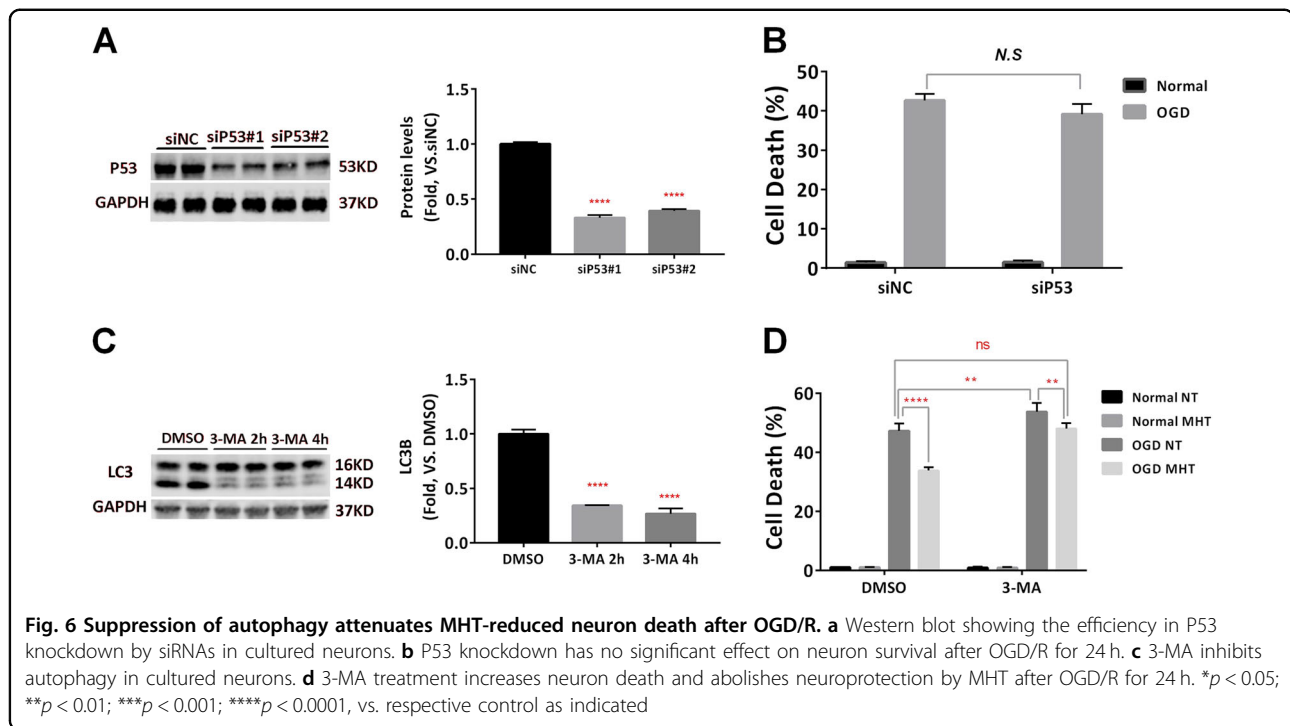 A
siNC siP53#1 siP53#2
P53 53KD
GAPDH 37KD
Protein levels
(Fold, VS.siNC)
1.5
1.0
0.5
0.0
**** ****
siNC siP53#1 siP53#2
B
N.S
Normal
OGD
Cell Death (%)
50
40
30
20
10
0
siNC siP53
C
DMSO 3-MA 2h 3-MA 4h
LC3 16KD
14KD
GAPDH 37KD
LC3B
(Fold, VS. DMSO)
1.5
1.0
0.5
0.0
**** ****
DMSO 3-MA 2h 3-MA 4h
D
ns
** **
****
Normal NT
Normal MHT
OGD NT
OGD MHT
Cell Death (%)
60
40
20
0
DMSO 3-MA
Fig. 6 Suppression of autophagy attenuates MHT-reduced neuron death after OGD/R. a Western blot showing the efficiency in P53
knockdown by siRNAs in cultured neurons. b P53 knockdown has no significant effect on neuron survival after OGD/R for 24 h. c 3-MA inhibits
autophagy in cultured neurons. d 3-MA treatment increases neuron death and abolishes neuroprotection by MHT after OGD/R for 24 h. *p < 0.05;
**p < 0.01; ***p < 0.001; ****p < 0.0001, vs. respective control as indicated